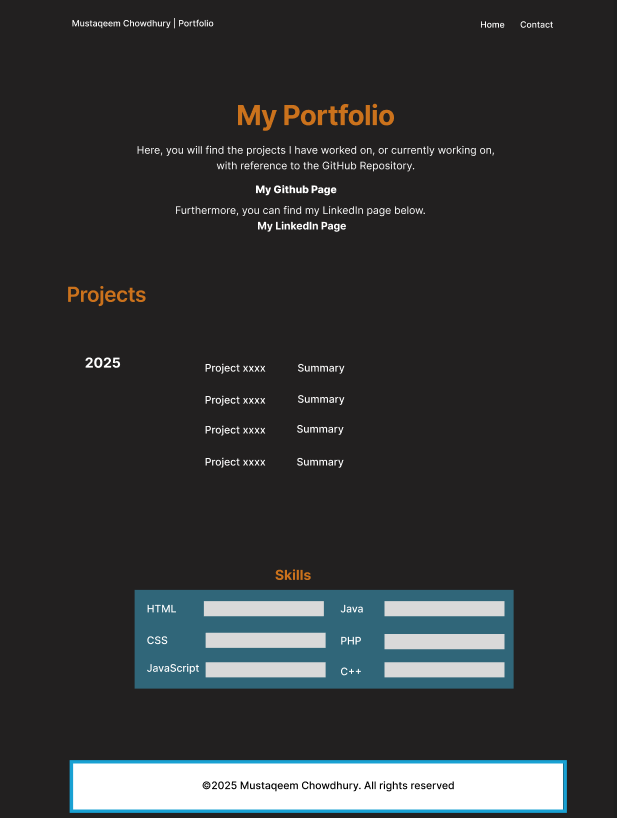 Mustaqeem Chowdhury | Portfolio
Home Contact
My Portfolio
Here, you will find the projects I have worked on, or currently working on,
with reference to the GitHub Repository.
My Github Page
Furthermore, you can find my LinkedIn page below.
My LinkedIn Page
Projects
2025
Project xxxx Summary
Project xxxx Summary
Project xxxx Summary
Project xxxx Summary
Skills
HTML Java
CSS PHP
JavaScript C++
©2025 Mustaqeem Chowdhury. All rights reserved